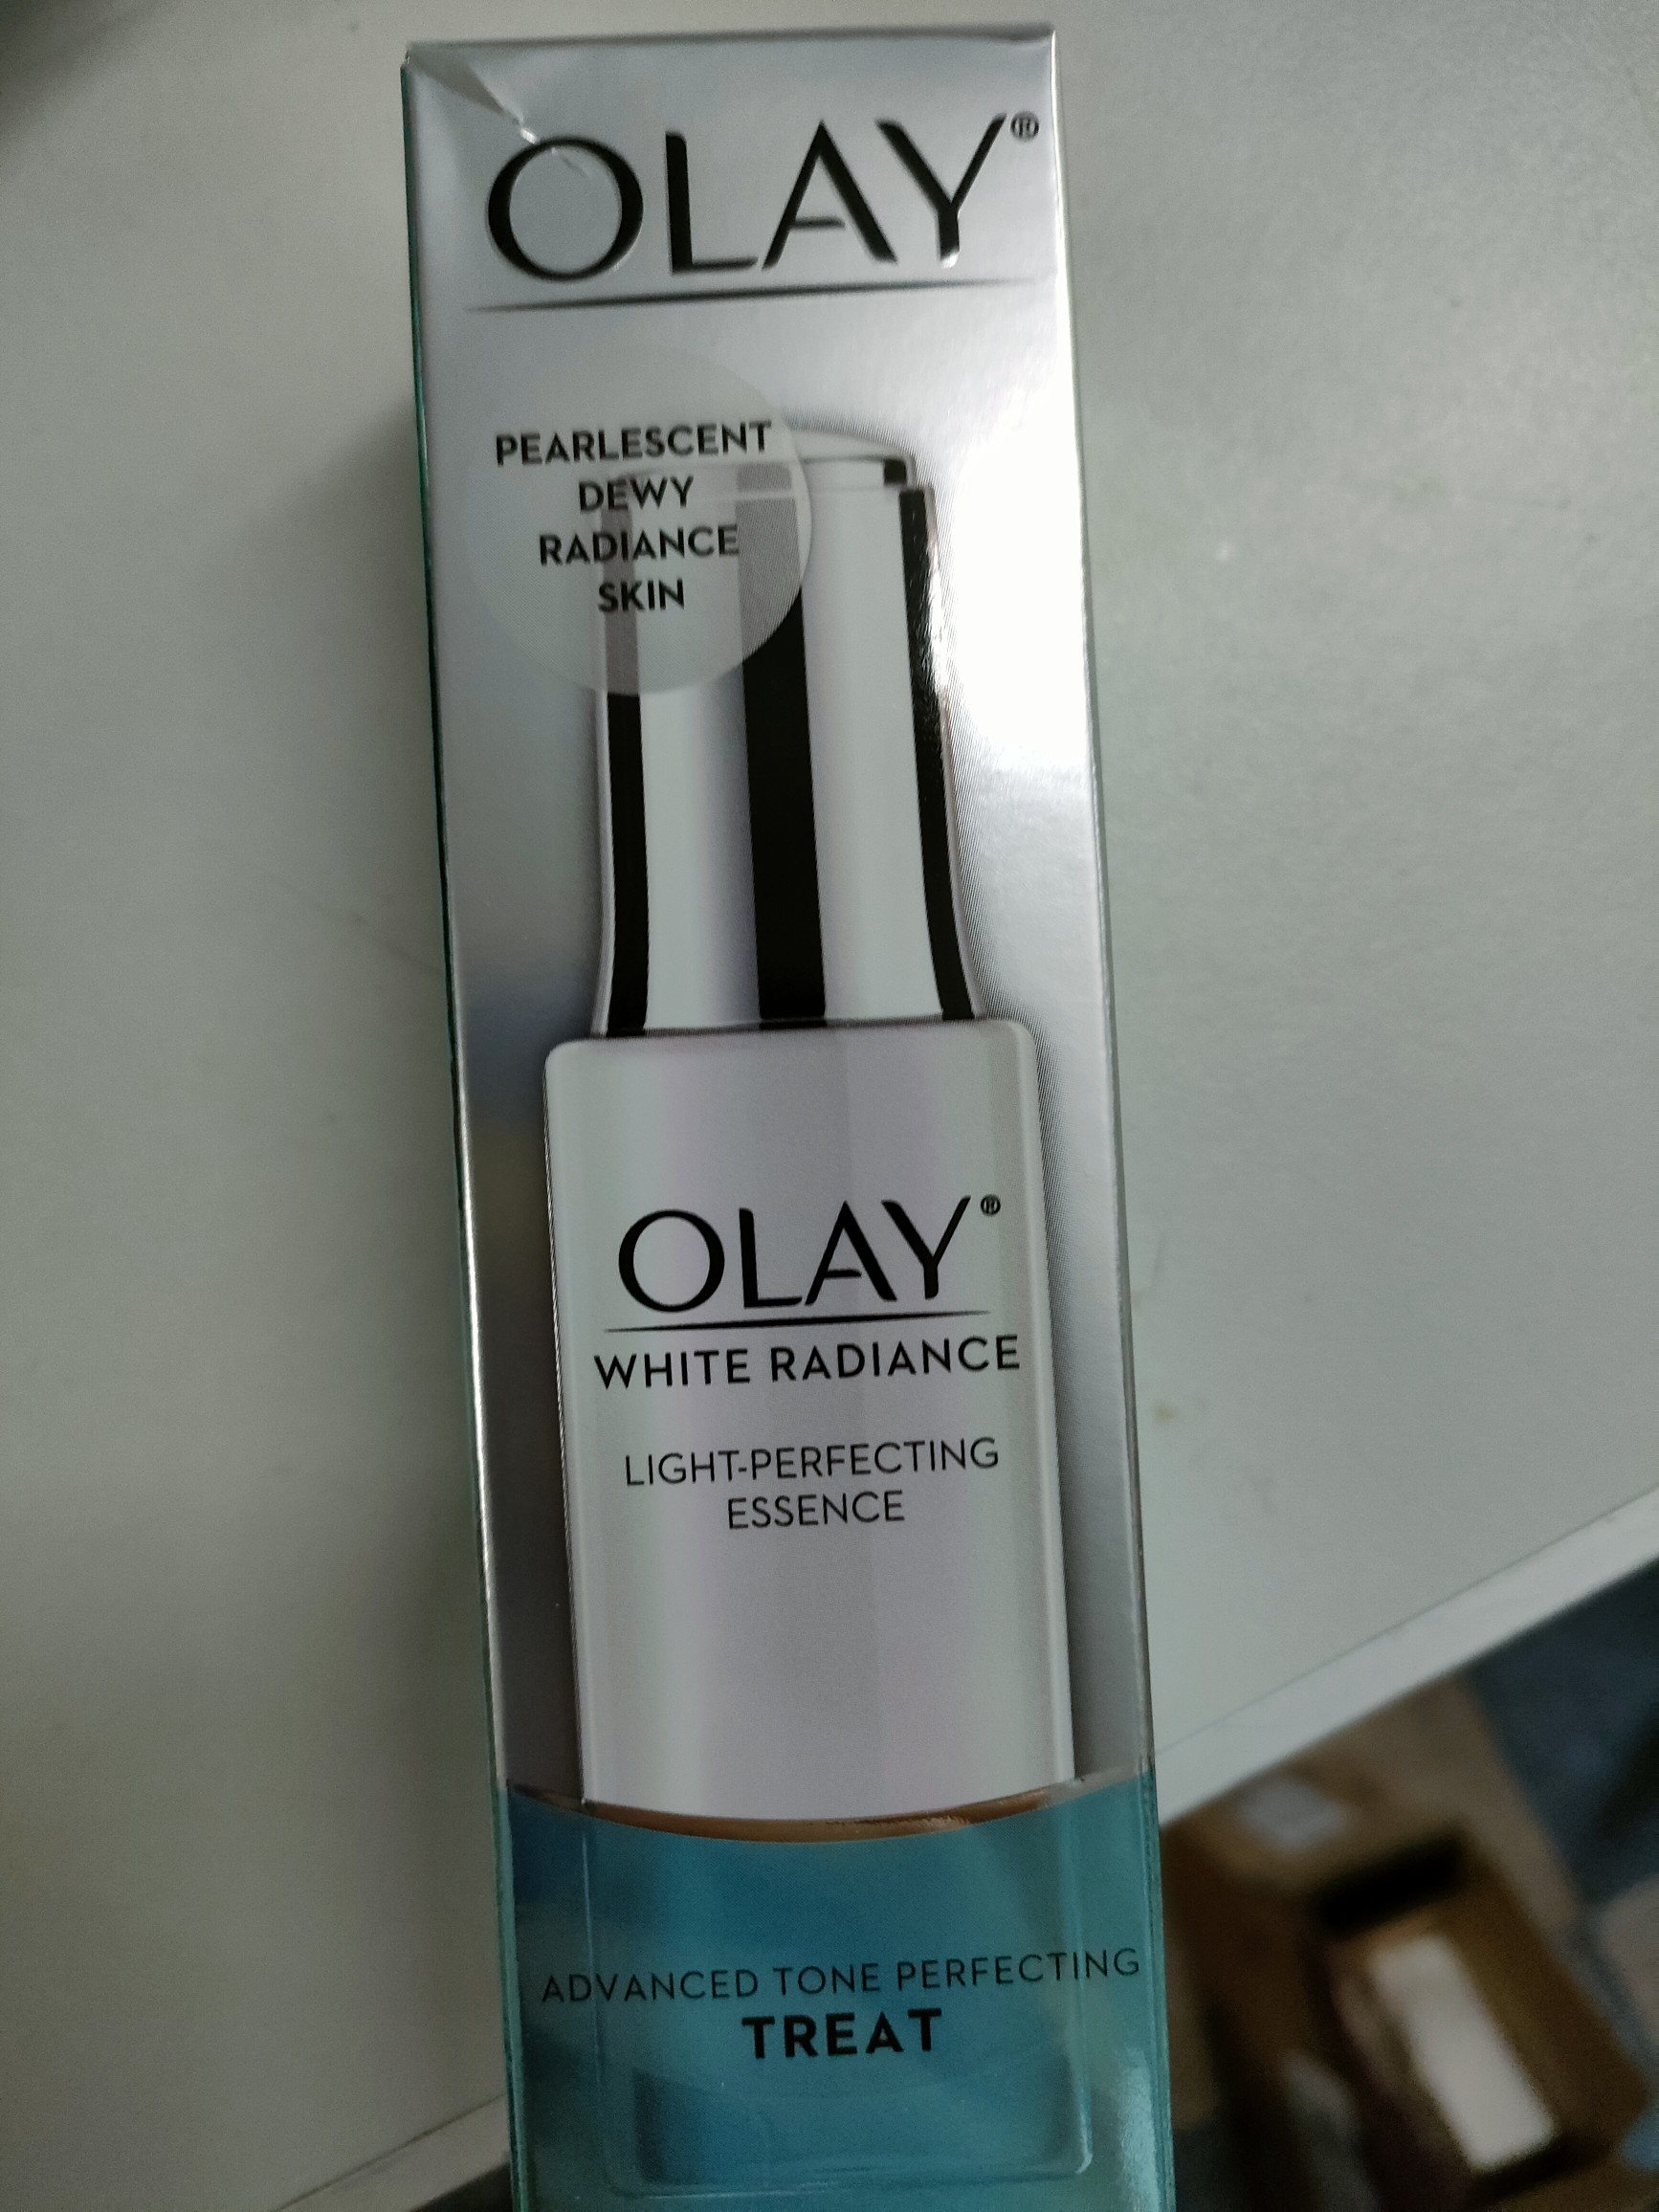 OLAY®
PEARLESCENT
DEWY
RADIANCE
SKIN
OLAY®
WHITE RADIANCE
LIGHT-PERFECTING
ESSENCE
ADVANCED TONE PERFECTING
TREAT